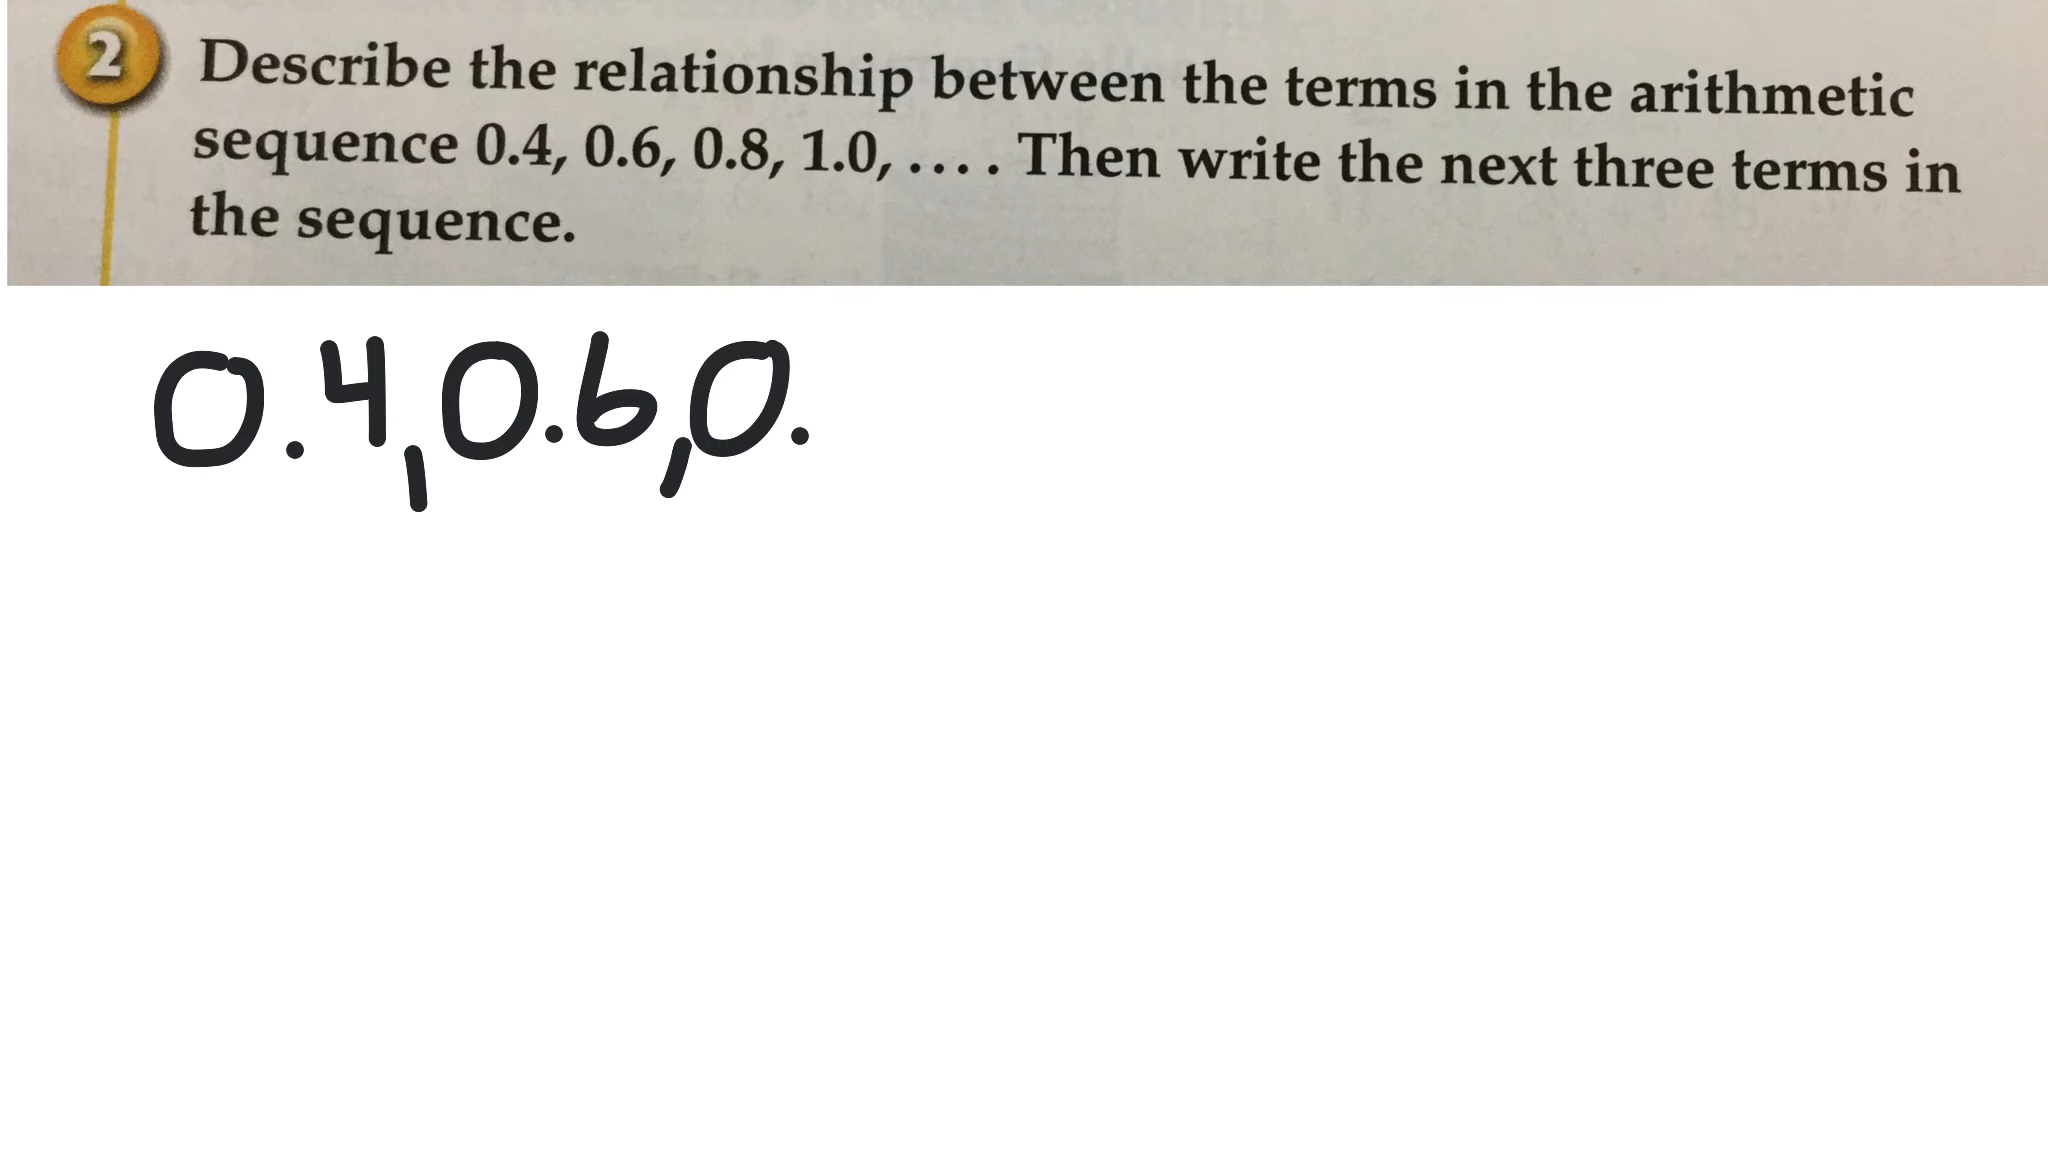 2 Describe the relationship between the terms in the arithmetic
sequence 0.4, 0.6, 0.8, 1.0, .... Then write the next three terms in
the sequence.
0.4,0.6,0.